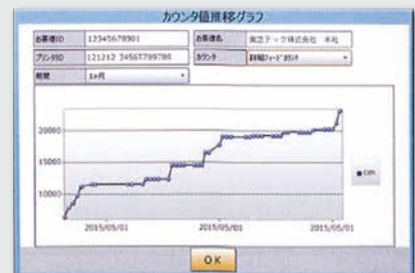 カウンタ値推移グラフ
お客様ID 12345678901 お客様名 東芝テック株式会社 本社
プリンタID カウンタ
期間 1ヶ月
20000
15000
10000
2015/05/01 2015/05/01 2015/05/01
cm
OK